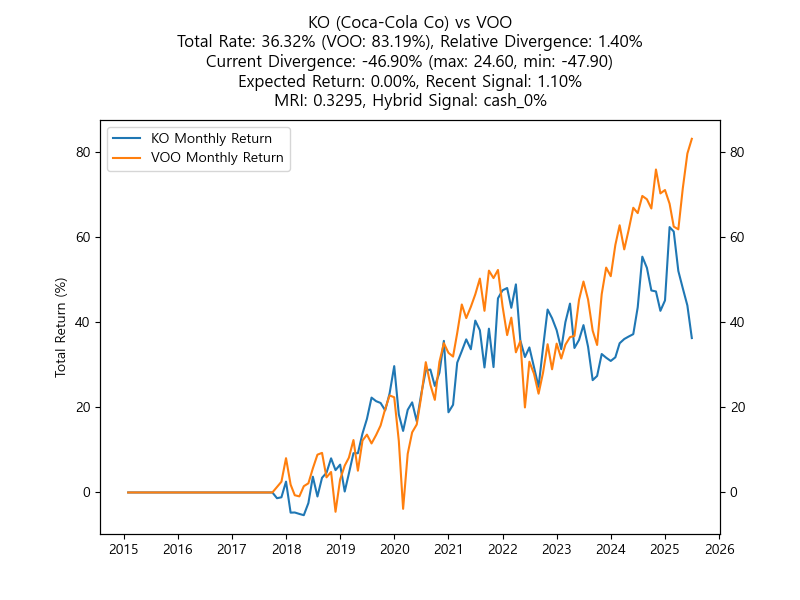 KO (Coca-Cola Co) vs VOO
Total Rate: 36.32% (VOO: 83.19%), Relative Divergence: 1.40%
Current Divergence: -46.90% (max: 24.60, min: -47.90)
Expected Return: 0.00%, Recent Signal: 1.10%
MRI: 0.3295, Hybrid Signal: cash_0%
KO Monthly Return
VOO Monthly Return
Total Return (%)
80
60
40
20
0
80
60
40
20
0
2015 2016 2017 2018 2019 2020 2021 2022 2023 2024 2025 2026